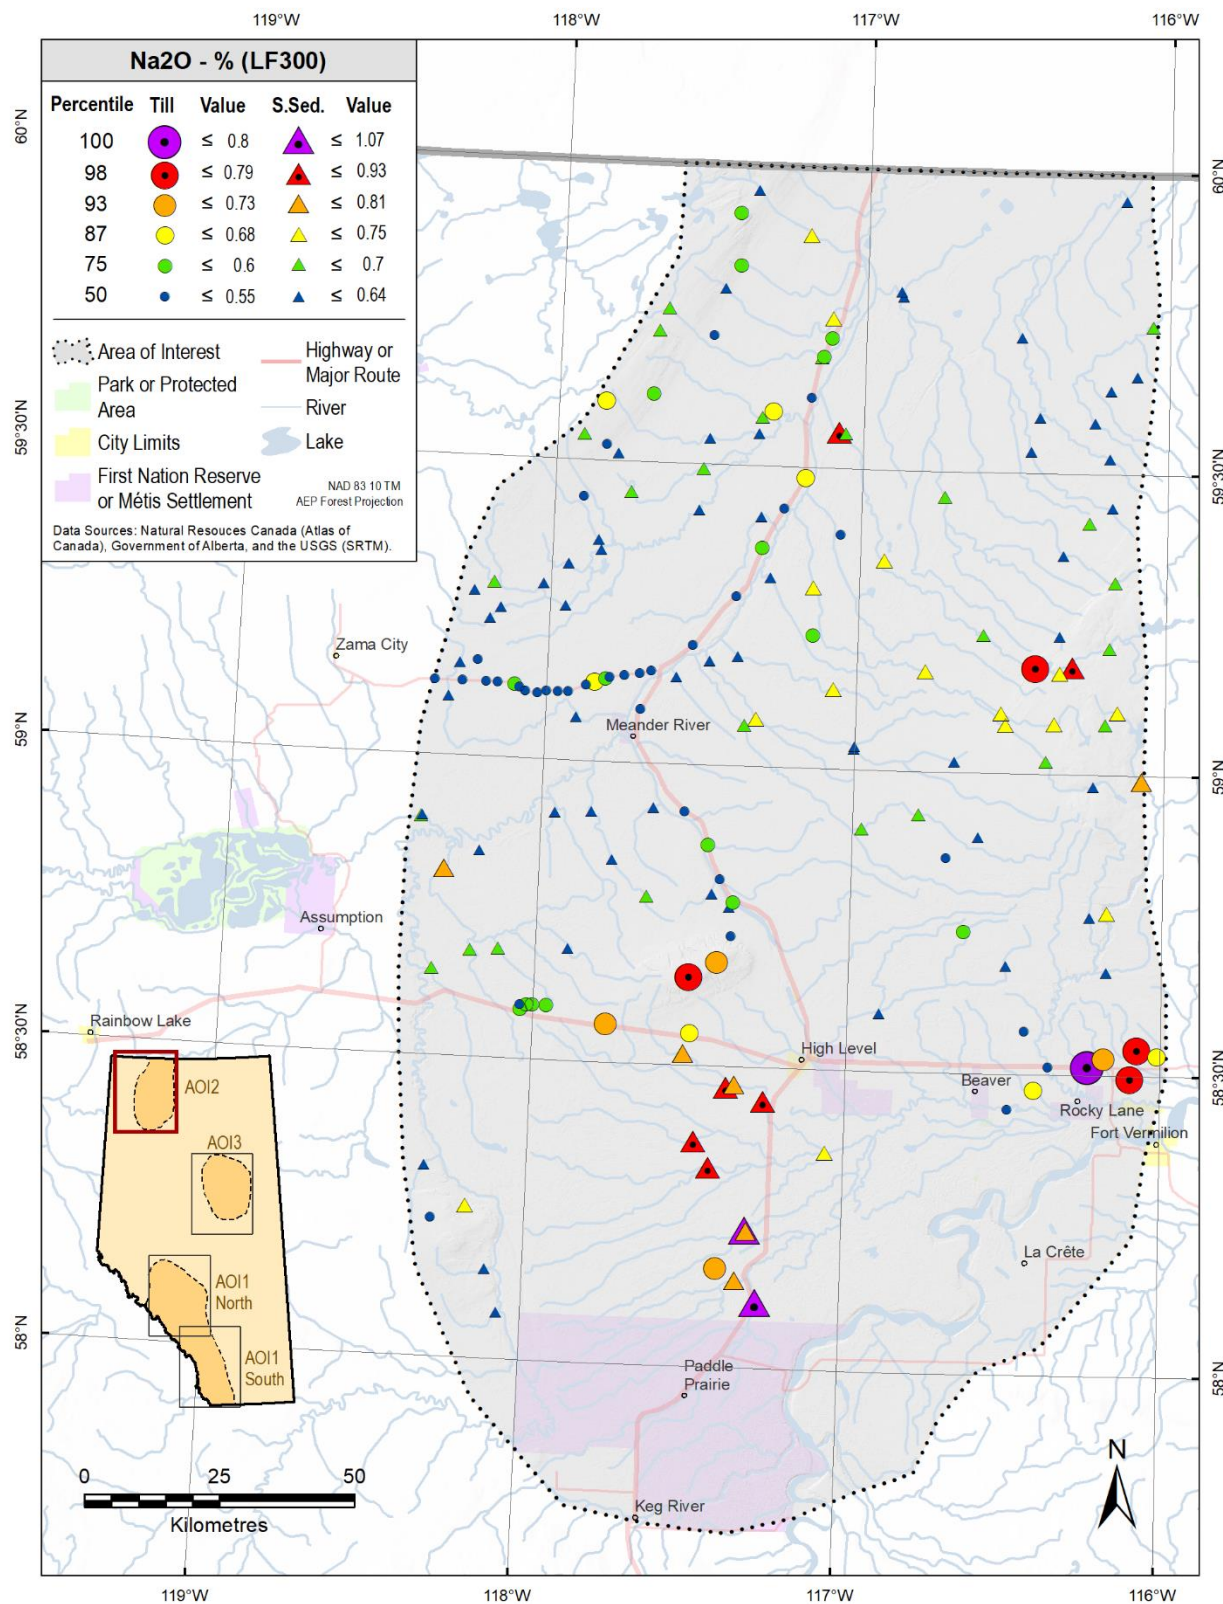 119°W 118°W 117°W 116°W
Na2O - % (LF300)
Percentile Till Value S.Sed. Value
100 ≤ 0.8 ≤ 1.07
98 ≤ 0.79 ≤ 0.93
93 ≤ 0.73 ≤ 0.81
87 ≤ 0.68 ≤ 0.75
75 ≤ 0.6 ≤ 0.7
50 ≤ 0.55 ≤ 0.64
Area of Interest
Park or Protected
Area
City Limits
First Nation Reserve
or Métis Settlement
Highway or
Major Route
River
Lake
NAD 83 10 TM
AEP Forest Projection
Data Sources: Natural Resouces Canada (Atlas of
Canada), Government of Alberta, and the USGS (SRTM).
60°N
60°N
59°30'N
59°30'N
Zama City
Meander River
59°N
59°N
Assumption
Rainbow Lake
58°30'N
High Level
58°30'N
Beaver
Rocky Lane
Fort Vermilion
AOI2
AOI3
AOI1
North
AOI1
South
La Crête
58°N
58°N
Paddle
Prairie
Keg River
0 25 50
Kilometres
N
119°W 118°W 117°W 116°W